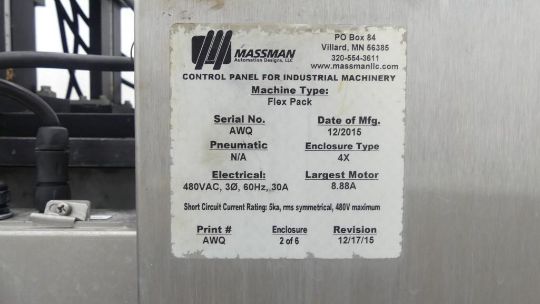 MASSMAN
Automation Designs, LLC
PO Box 84
Villard, MN 56385
320-554-3611
www.massmanllc.com
CONTROL PANEL FOR INDUSTRIAL MACHINERY
Machine Type:
Flex Pack
Serial No. Date of Mfg.
AWQ 12/2015
Pneumatic Enclosure Type
N/A 4X
Electrical: Largest Motor
480VAC, 3Ø, 60Hz, 30A 8.88A
Short Circuit Current Rating: 5ka, rms symmetrical, 480V maximum
Print # Enclosure Revision
AWQ 2 of 6 12/17/15